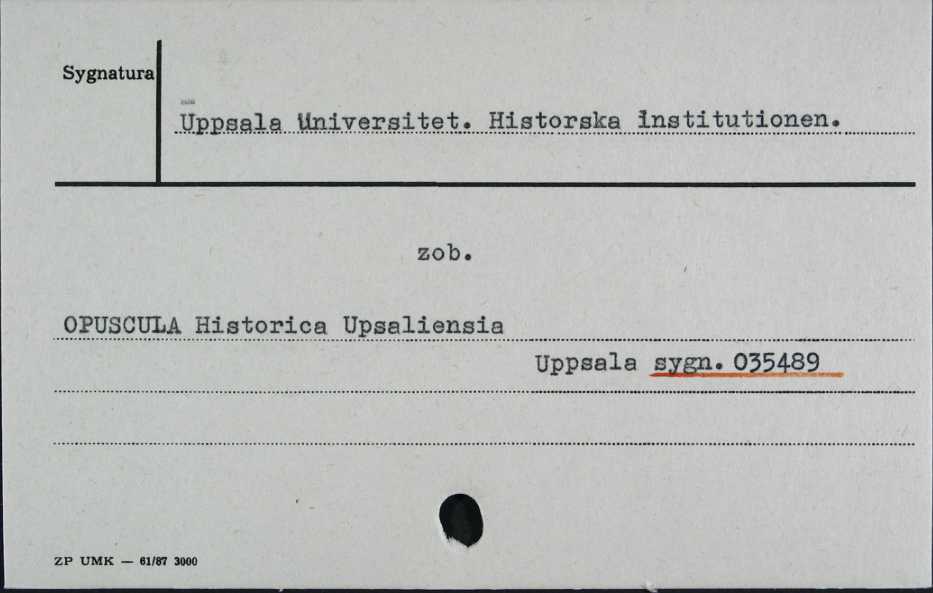 Sygnatura
Uppsala Universitet. Historska institutionen.
zob.
OPUSCULA Historica Upsaliensia
Uppsala sygn. 035489
ZP UMK — 61/87 3000